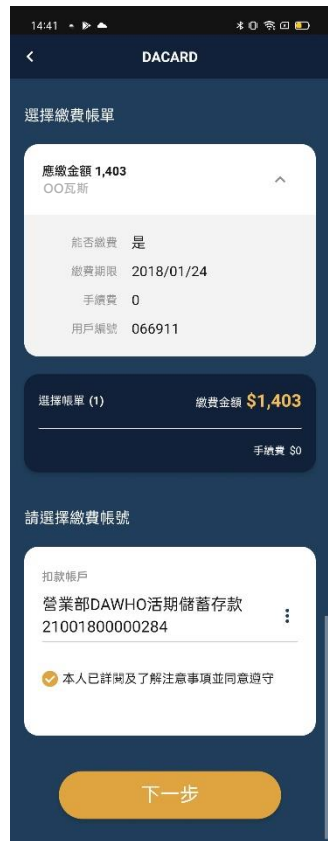 14:41
DACARD
選擇繳費帳單
應繳金額 1,403
OO瓦斯
能否繳費 是
繳費期限 2018/01/24
手續費 0
用戶編號 066911
選擇帳單 (1) 繳費金額 $1,403
手續費 $0
請選擇繳費帳號
扣款帳戶
營業部DAWHO活期儲蓄存款
21001800000284
本人已詳閱及了解注意事項並同意遵守
下一步